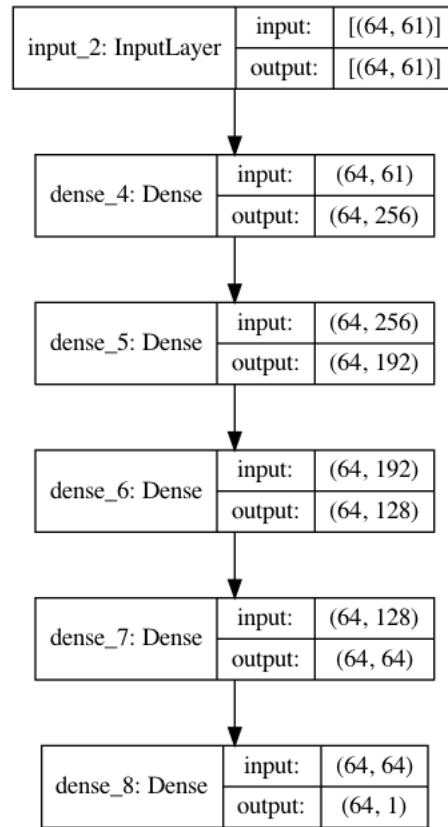 input_2: InputLayer
input: [(64, 61)]
output: [(64, 61)]
dense_4: Dense
input: (64, 61)
output: (64, 256)
dense_5: Dense
input: (64, 256)
output: (64, 192)
dense_6: Dense
input: (64, 192)
output: (64, 128)
dense_7: Dense
input: (64, 128)
output: (64, 64)
dense_8: Dense
input: (64, 64)
output: (64, 1)